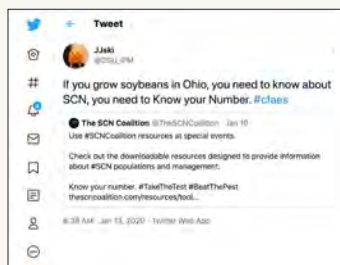 Tweet
JJski
@OSU_IPM
If you grow soybeans in Ohio, you need to know about
SCN, you need to Know your Number. #cfaes
The SCN Coalition @TheSCNCoalition · Jan 10
Use #SCNCoalition resources at special events.
Check out the downloadable resources designed to provide information
about #SCN populations and management.
Know your number. #TakeTheTest #BeatThePest
thescncoalition.com/resources/tool...
8:38 AM · Jan 13, 2020 · Twitter Web App